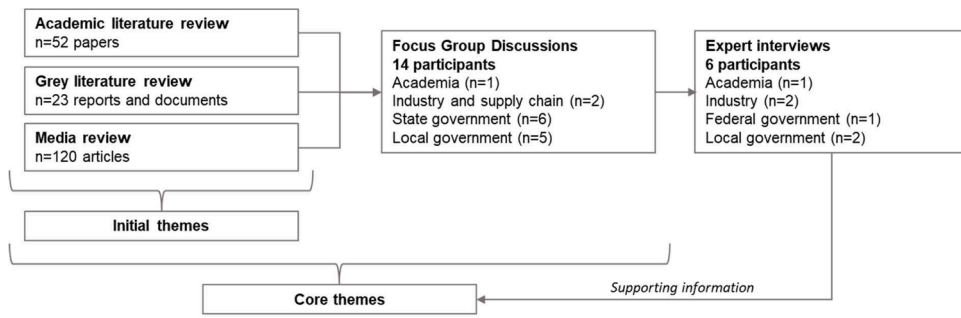 Academic literature review
n=52 papers
Grey literature review
n=23 reports and documents
Media review
n=120 articles
Initial themes
Focus Group Discussions
14 participants
Academia (n=1)
Industry and supply chain (n=2)
State government (n=6)
Local government (n=5)
Expert interviews
6 participants
Academia (n=1)
Industry (n=2)
Federal government (n=1)
Local government (n=2)
Supporting information
Core themes